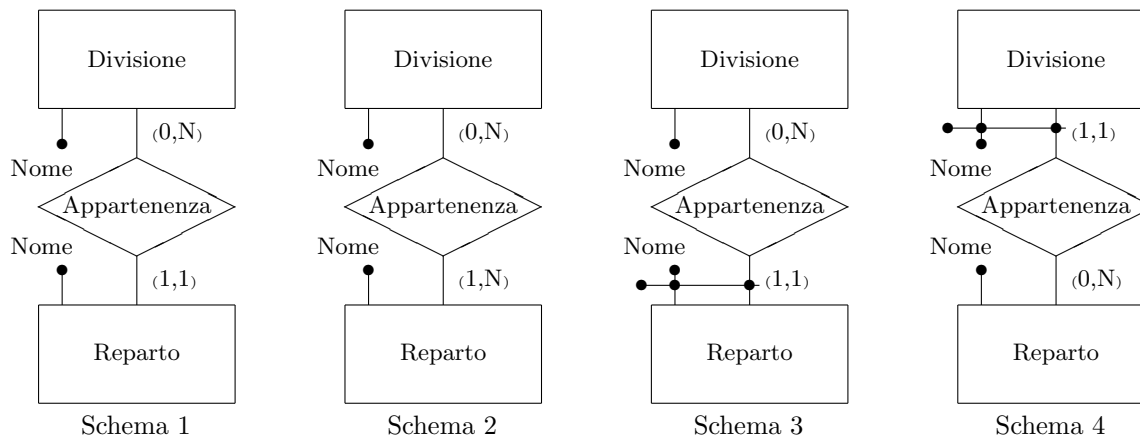 Divisione
(0,N)
Nome
Appartenenza
Nome
(1,1)
Reparto
Schema 1
Divisione
(0,N)
Nome
Appartenenza
Nome
(1,N)
Reparto
Schema 2
Divisione
(0,N)
Nome
Appartenenza
Nome
(1,1)
Reparto
Schema 3
Divisione
(1,1)
Nome
Appartenenza
Nome
(0,N)
Reparto
Schema 4